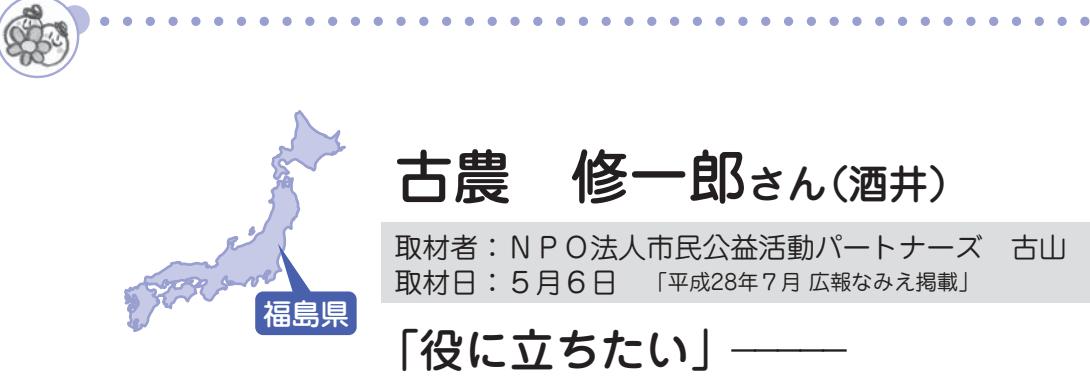 古農　修一郎さん（酒井）
取材者：ＮＰＯ法人市民公益活動パートナーズ　古山
取材日：５月６日　「平成28年７月 広報なみえ掲載」
福島県
「役に立ちたい」―――